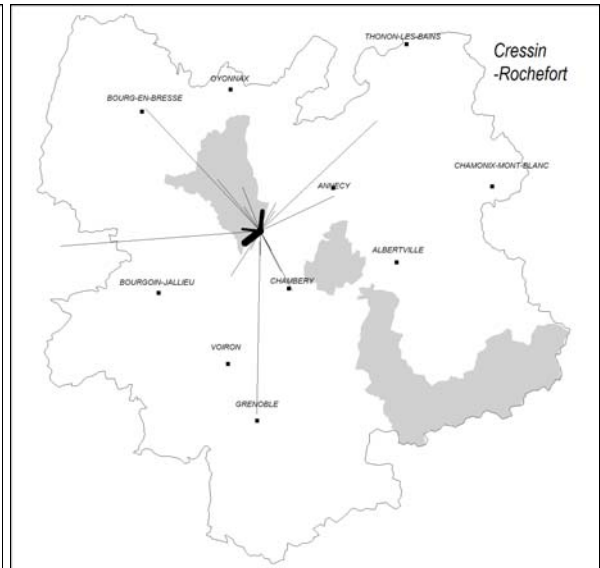 THONON-LES-BAINS
Cressin
-Rochefort
OYONNAX
BOURG-EN-BRESSE
CHAMONIX-MONT-BLANC
ANNECY
ALBERTVILLE
CHAMBERY
BOURGOIN-JALLIEU
VOIRON
GRENOBLE